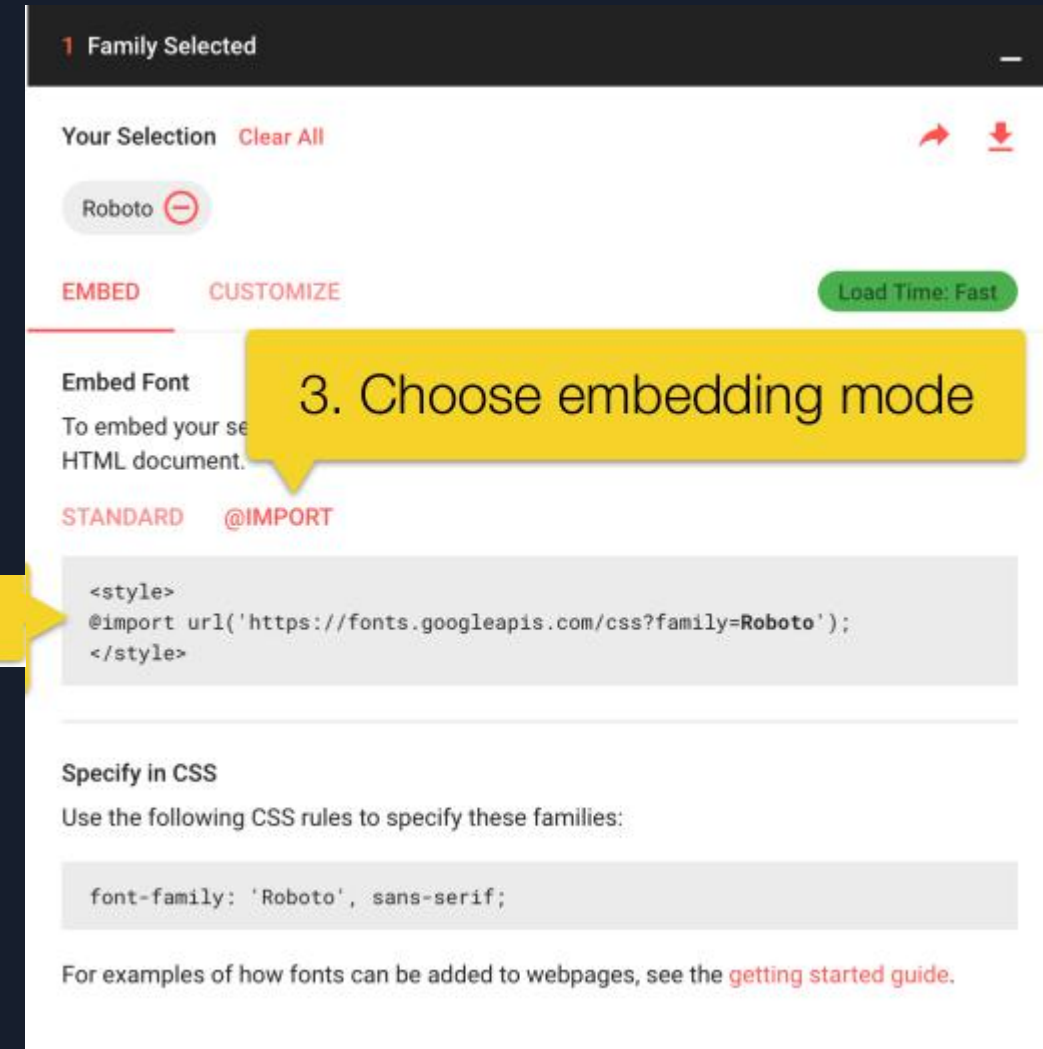 1 Family Selected
Your Selection Clear All
Roboto
EMBED CUSTOMIZE Load Time: Fast
3. Choose embedding mode
Embed Font
To embed your se
HTML document.
STANDARD @IMPORT
<style>
@import url('https://fonts.googleapis.com/css?family=Roboto');
</style>
Specify in CSS
Use the following CSS rules to specify these families:
font-family: 'Roboto', sans-serif;
For examples of how fonts can be added to webpages, see the getting started guide.